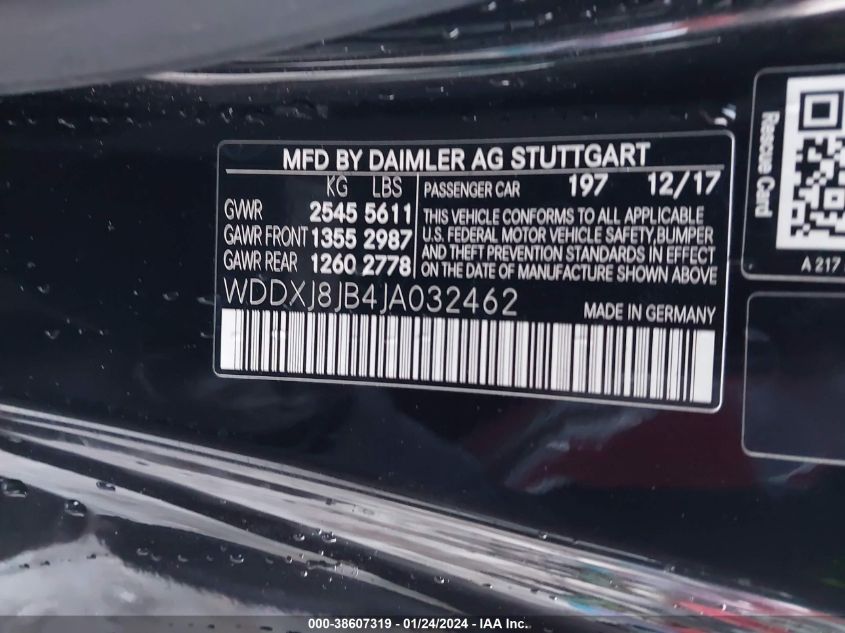 MFD BY DAIMLER AG STUTTGART
KG LBS
GVWR 2545 5611
GAWR FRONT 1355 2987
GAWR REAR 1260 2778
PASSENGER CAR 197 12/17
THIS VEHICLE CONFORMS TO ALL APPLICABLE
U.S. FEDERAL MOTOR VEHICLE SAFETY,BUMPER
AND THEFT PREVENTION STANDARDS IN EFFECT
ON THE DATE OF MANUFACTURE SHOWN ABOVE
WDDXJ8JB4JA032462
MADE IN GERMANY
Rescue Card
A 217
000-38607319 - 01/24/2024 - IAA Inc.